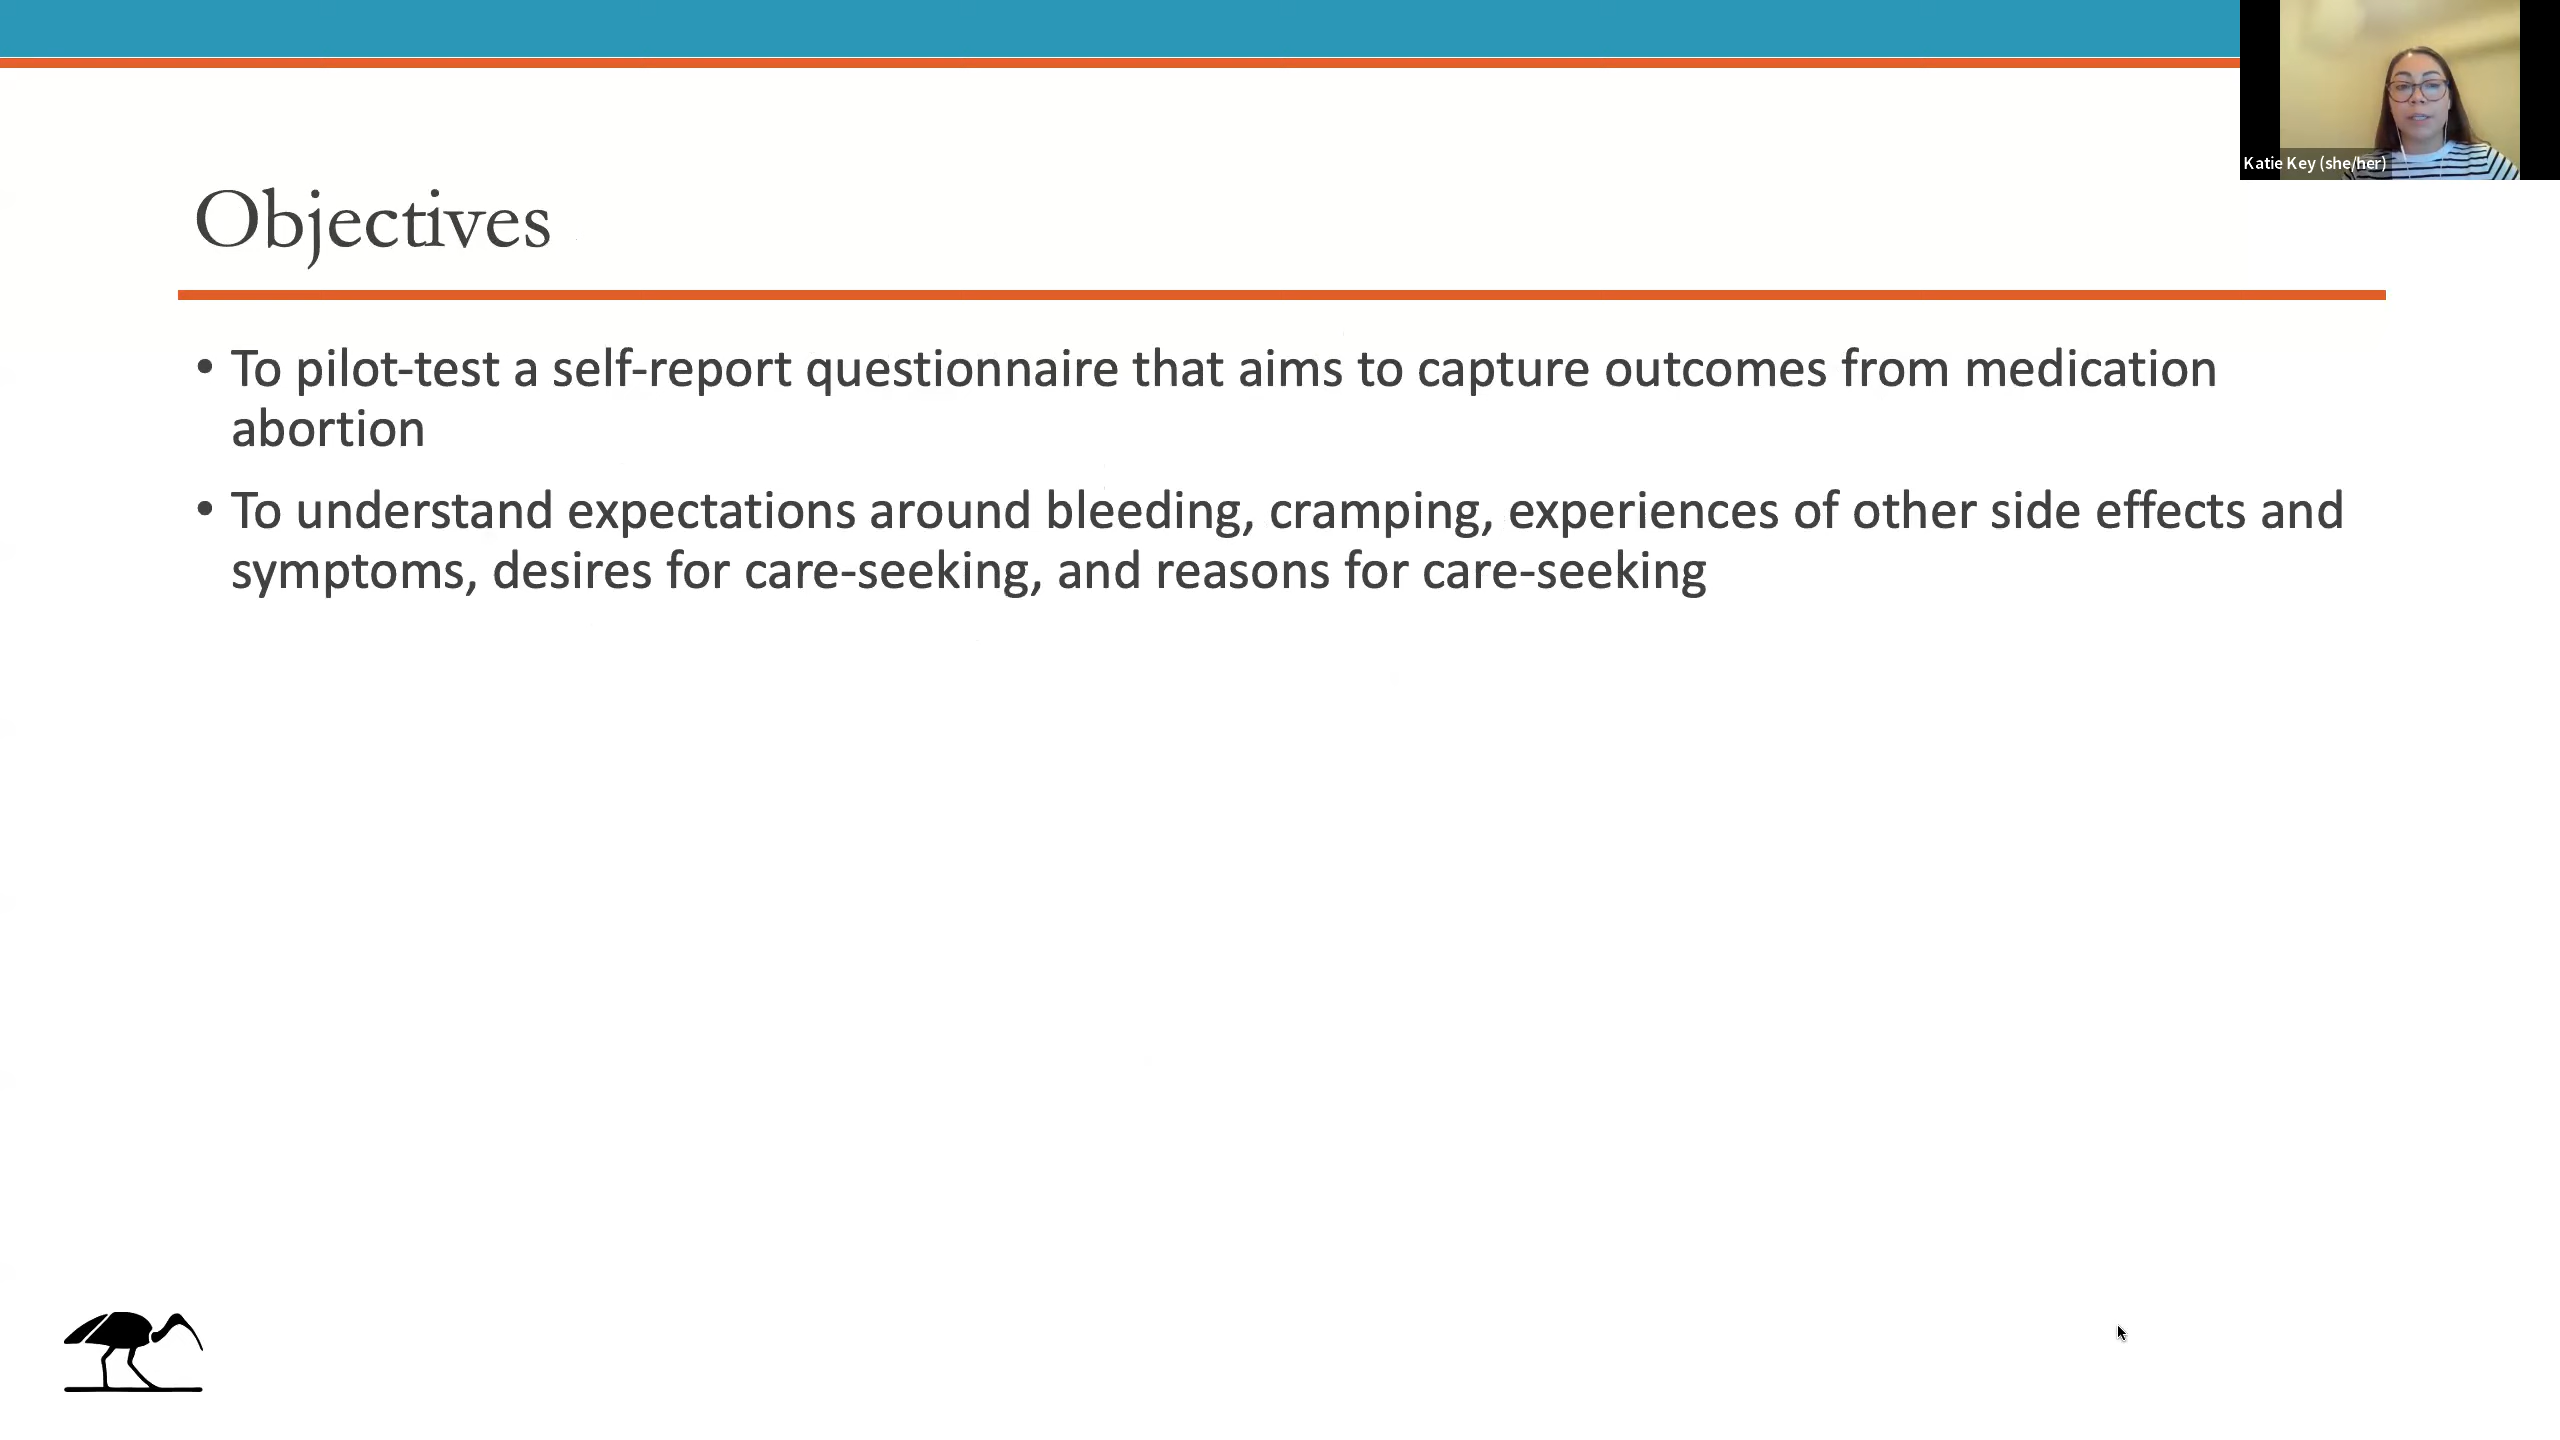 Katie Key (she/her)
Objectives
• To pilot-test a self-report questionnaire that aims to capture outcomes from medication
abortion
• To understand expectations around bleeding, cramping, experiences of other side effects and
symptoms, desires for care-seeking, and reasons for care-seeking